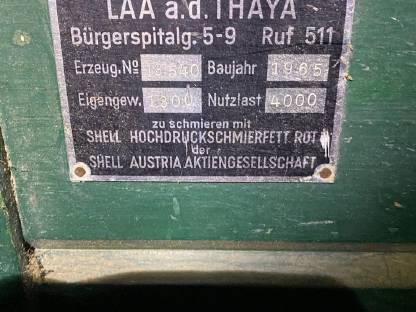 LAA a.d. THAYA
Bürgerspitalg. 5-9 Ruf 511
Erzeug.No Baujahr 1965
Eigengew. 1300 Nutzlast 4000
zu schmieren mit
SHELL HOCHDRUCKSCHMIERFETT ROT
der
SHELL AUSTRIA AKTIENGESELLSCHAFT